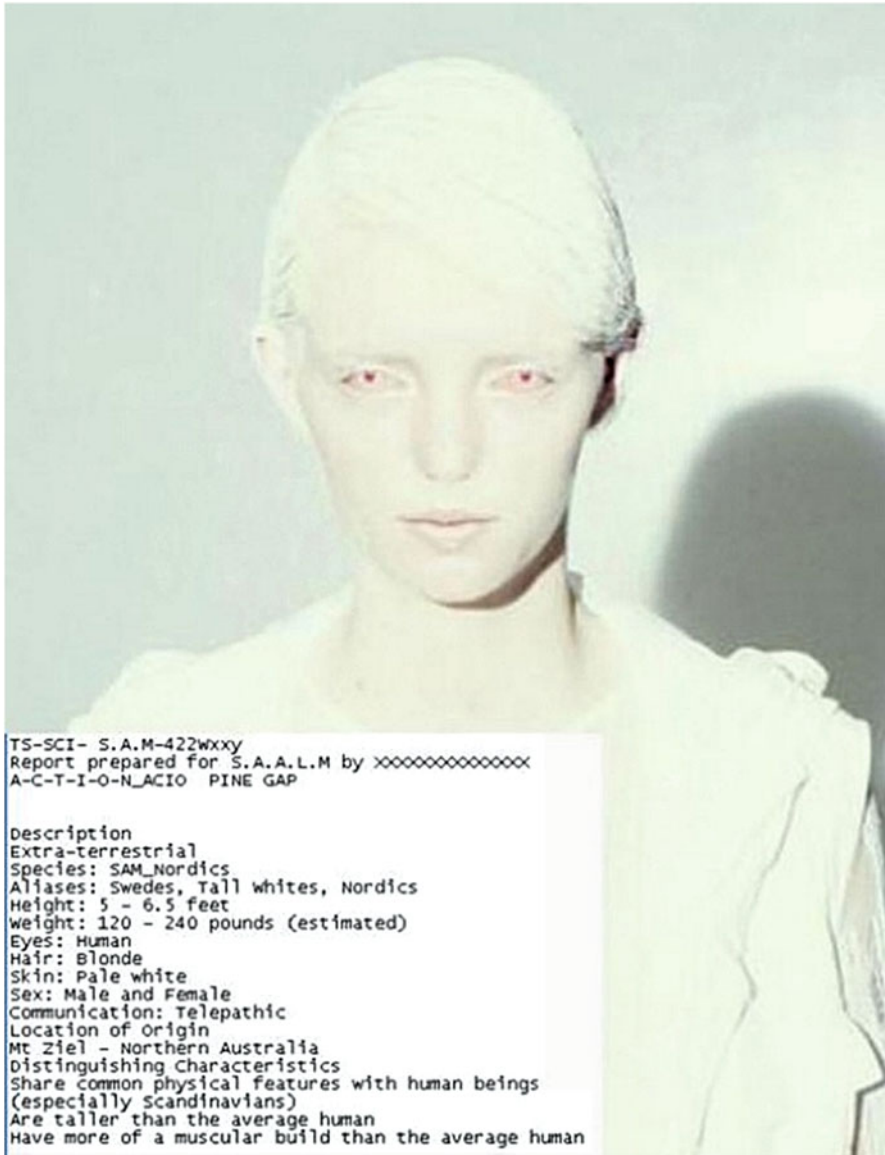 TS-SCI- S.A.M-422Wxxy
Report prepared for S.A.A.L.M by XXXXXXXXXXXXXXXX
A-C-T-I-O-N_ACIO PINE GAP
Description
Extra-terrestrial
Species: SAM_Nordics
Aliases: Swedes, Tall Whites, Nordics
Height: 5 - 6.5 feet
Weight: 120 - 240 pounds (estimated)
Eyes: Human
Hair: Blonde
Skin: Pale white
Sex: Male and Female
Communication: Telepathic
Location of Origin
Mt Ziel - Northern Australia
Distinguishing Characteristics
Share common physical features with human beings
(especially Scandinavians)
Are taller than the average human
Have more of a muscular build than the average human